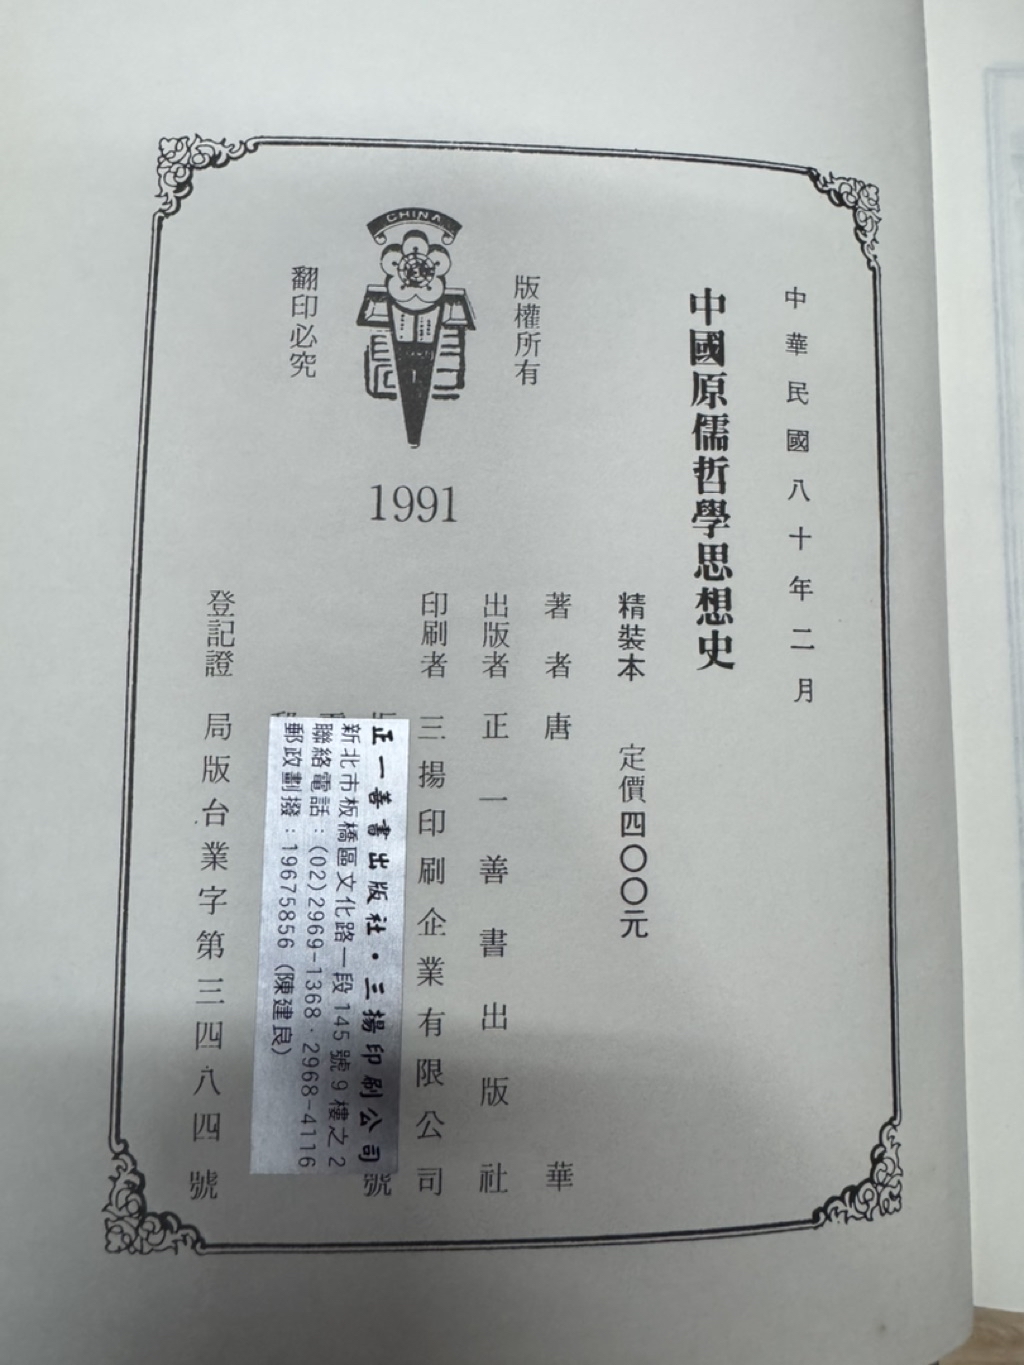 中華民國八十年二月
中國原儒哲學思想史
精裝本 定價四〇〇元
著者 唐華
出版者 正一善書出版社
印刷者 三揚印刷企業有限公司
號
登記證 局版台業字第三四八四號
版權所有
CHINA
翻印必究
1991
正一善書出版社・三揚印刷公司
新北市板橋區文化路一段145號9樓之2
聯絡電話：(02)2969-1368・2968-4116
郵政劃撥：19675856(陳建良)